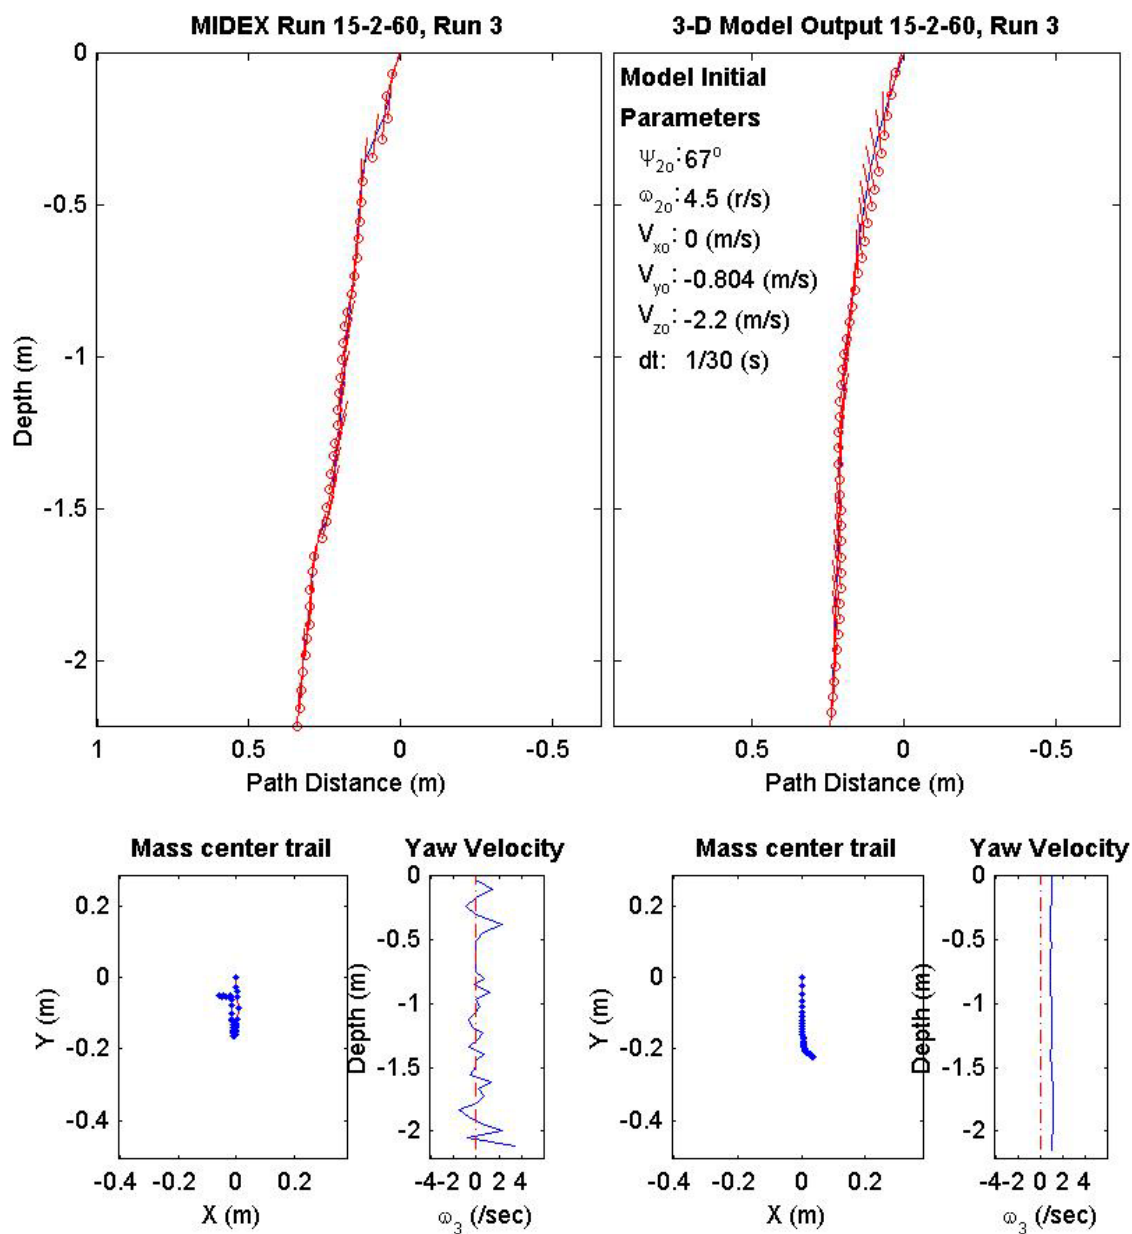 MIDEX Run 15-2-60, Run 3
3-D Model Output 15-2-60, Run 3
0
-0.5
-1
-1.5
-2
Depth (m)
1
0.5
0
-0.5
Path Distance (m)
Model Initial
Parameters
Ψ2o: 67o
ω2o: 4.5 (r/s)
Vxo: 0 (m/s)
Vyo: -0.804 (m/s)
Vzo: -2.2 (m/s)
dt: 1/30 (s)
0.5
0
-0.5
Path Distance (m)
Mass center trail
0.2
0
-0.2
-0.4
Y (m)
-0.4
-0.2
0
0.2
X (m)
Yaw Velocity
0
-0.5
-1
-1.5
-2
Depth (m)
-4
-2
0
2
4
ω3 (/sec)
Mass center trail
0.2
0
-0.2
-0.4
Y (m)
-0.4
-0.2
0
0.2
X (m)
Yaw Velocity
0
-0.5
-1
-1.5
-2
Depth (m)
-4
-2
0
2
4
ω3 (/sec)